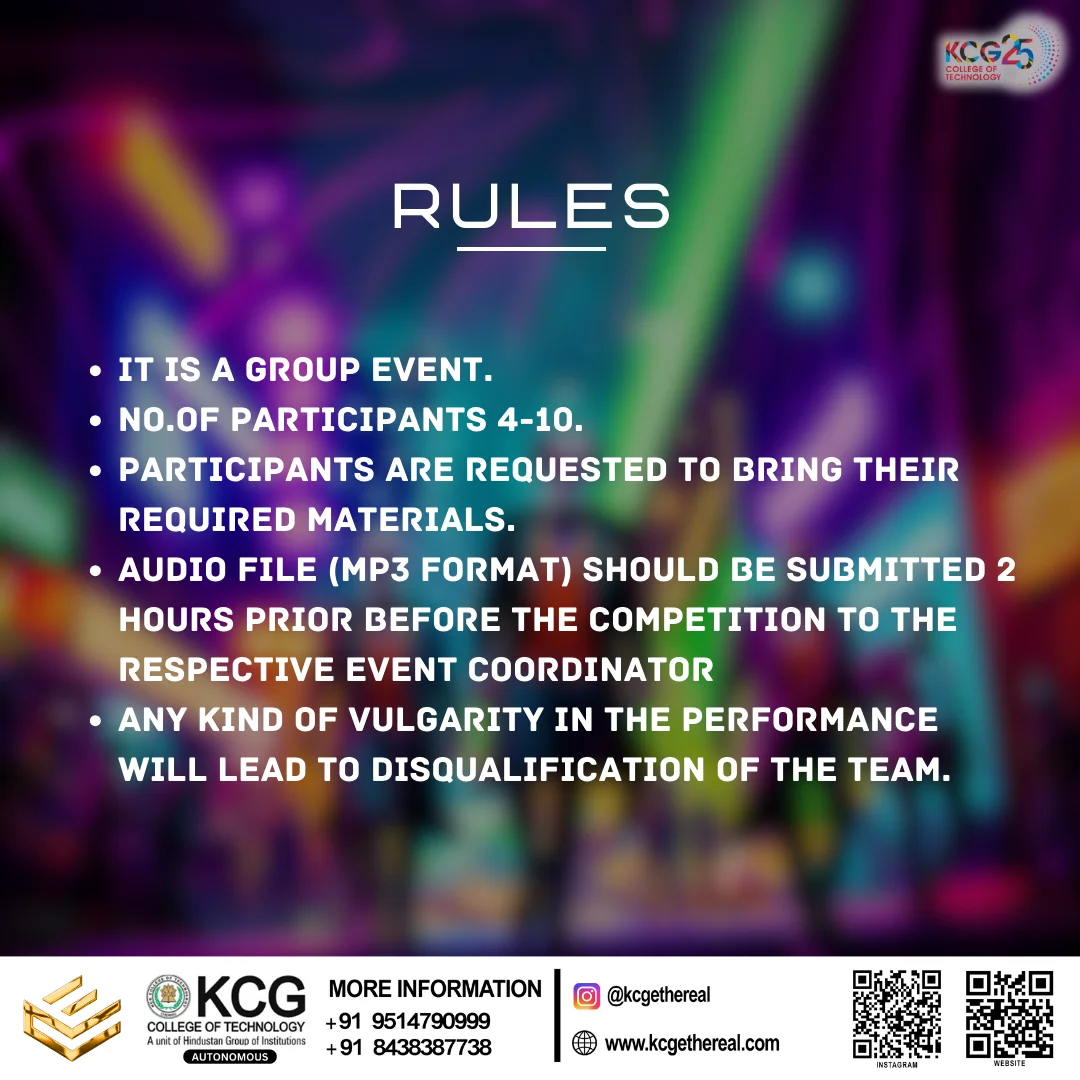 KCG 25
COLLEGE OF
TECHNOLOGY
RULES
• IT IS A GROUP EVENT.
• NO.OF PARTICIPANTS 4-10.
• PARTICIPANTS ARE REQUESTED TO BRING THEIR
REQUIRED MATERIALS.
• AUDIO FILE (MP3 FORMAT) SHOULD BE SUBMITTED 2
HOURS PRIOR BEFORE THE COMPETITION TO THE
RESPECTIVE EVENT COORDINATOR
• ANY KIND OF VULGARITY IN THE PERFORMANCE
WILL LEAD TO DISQUALIFICATION OF THE TEAM.
KCG
COLLEGE OF TECHNOLOGY
A unit of Hindustan Group of Institutions
AUTONOMOUS
MORE INFORMATION
+91 9514790999
+91 8438387738
@kcgethereal
www.kcgethereal.com
INSTAGRAM
WEBSITE